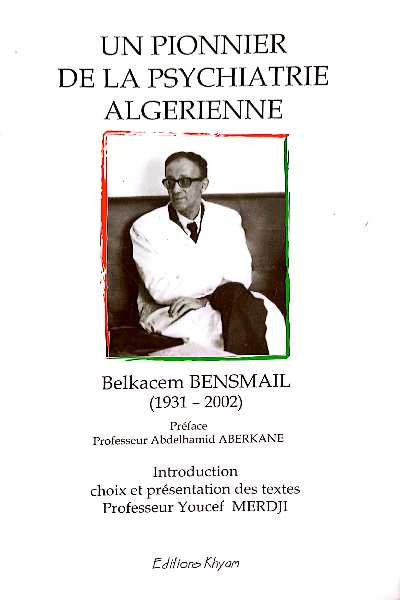 UN PIONNIER
DE LA PSYCHIATRIE
ALGERIENNE
Belkacem BENSMAIL
(1931 – 2002)
Préface
Professeur Abdelhamid ABERKANE
Introduction
choix et présentation des textes
Professeur Youcef MERDJI
Editions Khyam